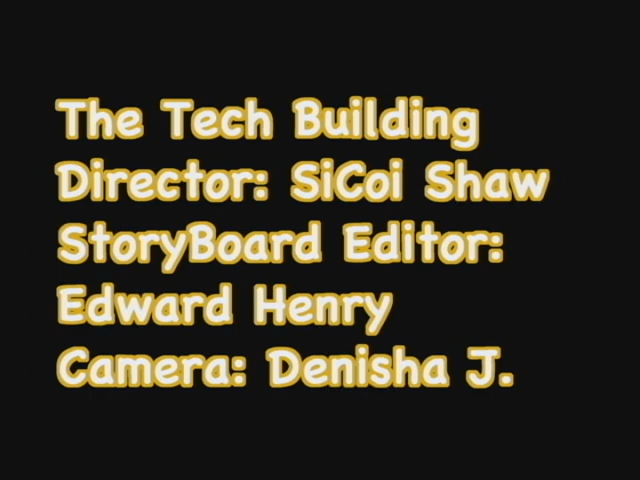 The Tech Building
Director: SiCoi Shaw
StoryBoard Editor:
Edward Henry
Camera: Denisha J.